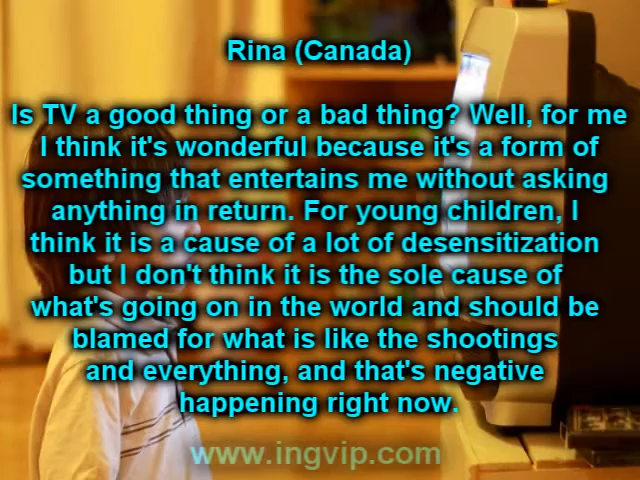 Rina (Canada)
Is TV a good thing or a bad thing? Well, for me
I think it's wonderful because it's a form of
something that entertains me without asking
anything in return. For young children, I
think it is a cause of a lot of desensitization
but I don't think it is the sole cause of
what's going on in the world and should be
blamed for what is like the shootings
and everything, and that's negative
happening right now.
www.ingvip.com